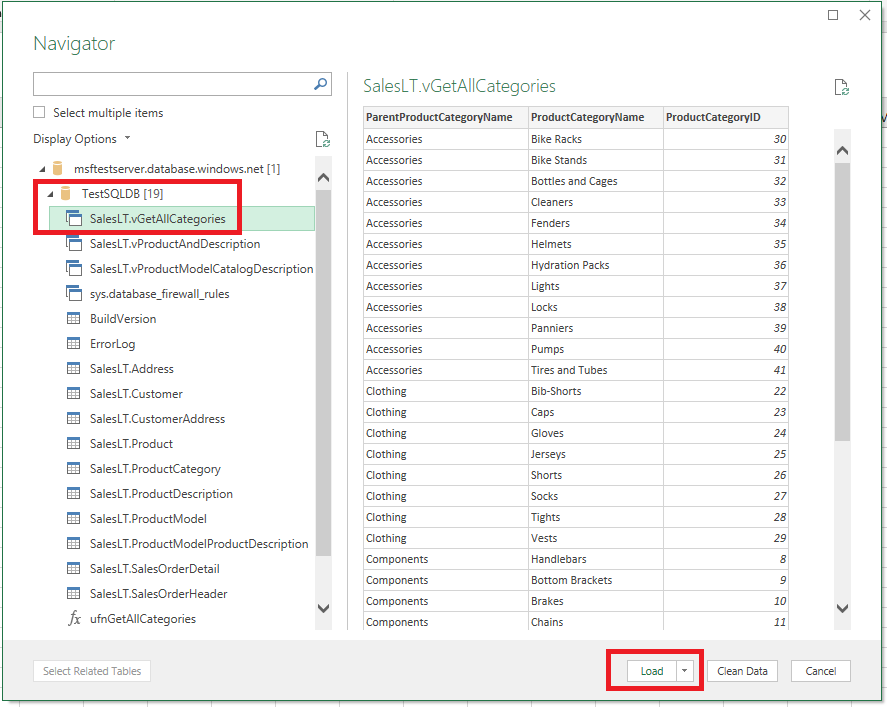 Navigator
Select multiple items
Display Options
msftestserver.database.windows.net [1]
TestSQLDB [19]
SalesLT.vGetAllCategories
SalesLT.vProductAndDescription
SalesLT.vProductModelCatalogDescription
sys.database_firewall_rules
BuildVersion
ErrorLog
SalesLT.Address
SalesLT.Customer
SalesLT.CustomerAddress
SalesLT.Product
SalesLT.ProductCategory
SalesLT.ProductDescription
SalesLT.ProductModel
SalesLT.ProductModelProductDescription
SalesLT.SalesOrderDetail
SalesLT.SalesOrderHeader
fx ufnGetAllCategories
SalesLT.vGetAllCategories
ParentProductCategoryName ProductCategoryName ProductCategoryID
Accessories Bike Racks 30
Accessories Bike Stands 31
Accessories Bottles and Cages 32
Accessories Cleaners 33
Accessories Fenders 34
Accessories Helmets 35
Accessories Hydration Packs 36
Accessories Lights 37
Accessories Locks 38
Accessories Panniers 39
Accessories Pumps 40
Accessories Tires and Tubes 41
Clothing Bib-Shorts 22
Clothing Caps 23
Clothing Gloves 24
Clothing Jerseys 25
Clothing Shorts 26
Clothing Socks 27
Clothing Tights 28
Clothing Vests 29
Components Handlebars 8
Components Bottom Brackets 9
Components Brakes 10
Components Chains 11
Select Related Tables
Load
Clean Data
Cancel